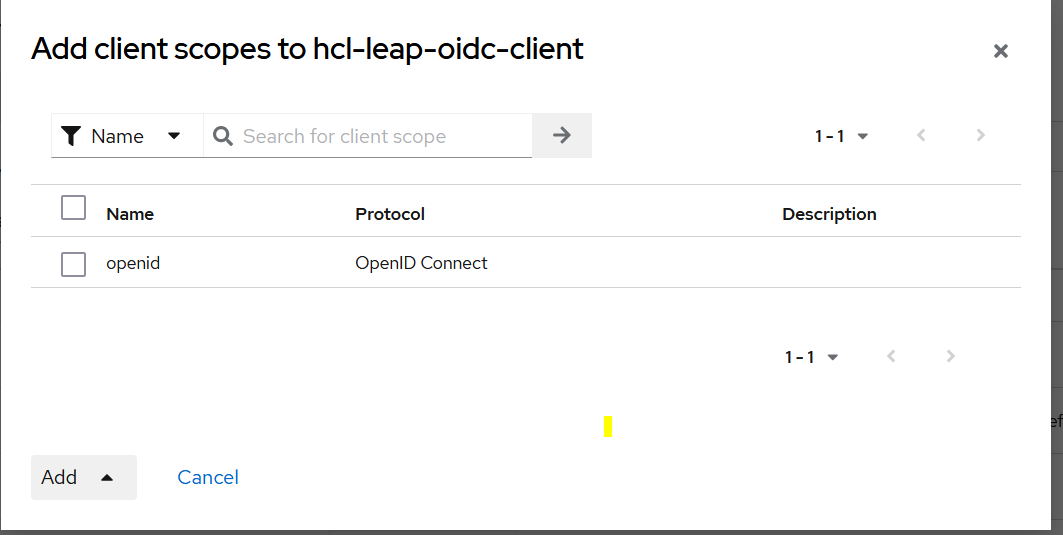 Add client scopes to hcl-leap-oidc-client
Name Search for client scope 1 - 1
Name Protocol Description
openid OpenID Connect
1 - 1
ef
Add Cancel